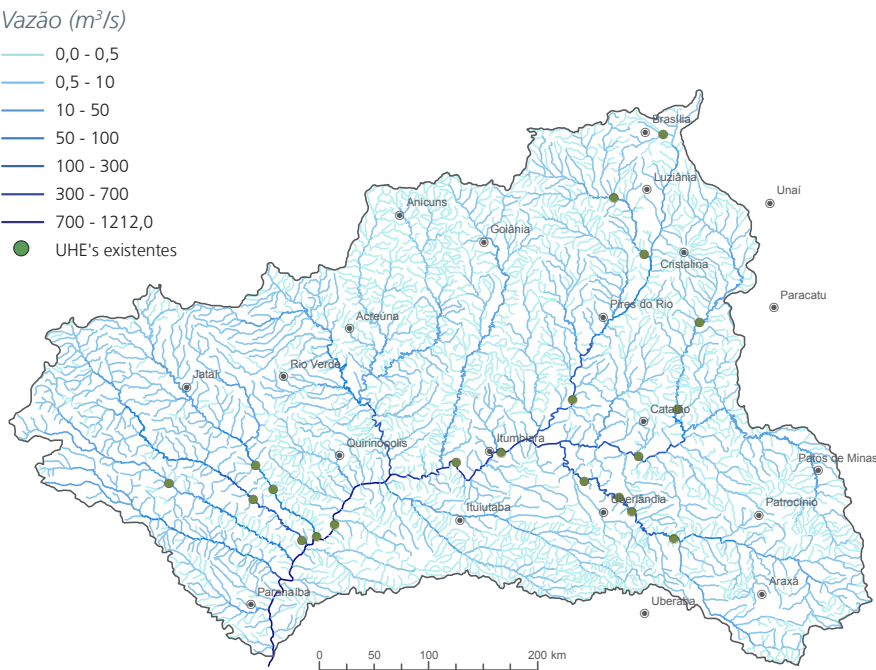 Vazão (m³/s)
0,0 - 0,5
0,5 - 10
10 - 50
50 - 100
100 - 300
300 - 700
700 - 1212,0
UHE's existentes
Brasília
Luziânia
Unaí
Anicuns
Goiânia
Cristalina
Paracatu
Pires do Rio
Acreúna
Rio Verde
Jataí
Catalão
Quirinópolis
Itumbiara
Patos de Minas
Uberlândia
Ituiutaba
Patrocínio
Araxá
Paranaíba
Uberaba
0 50 100 200 km